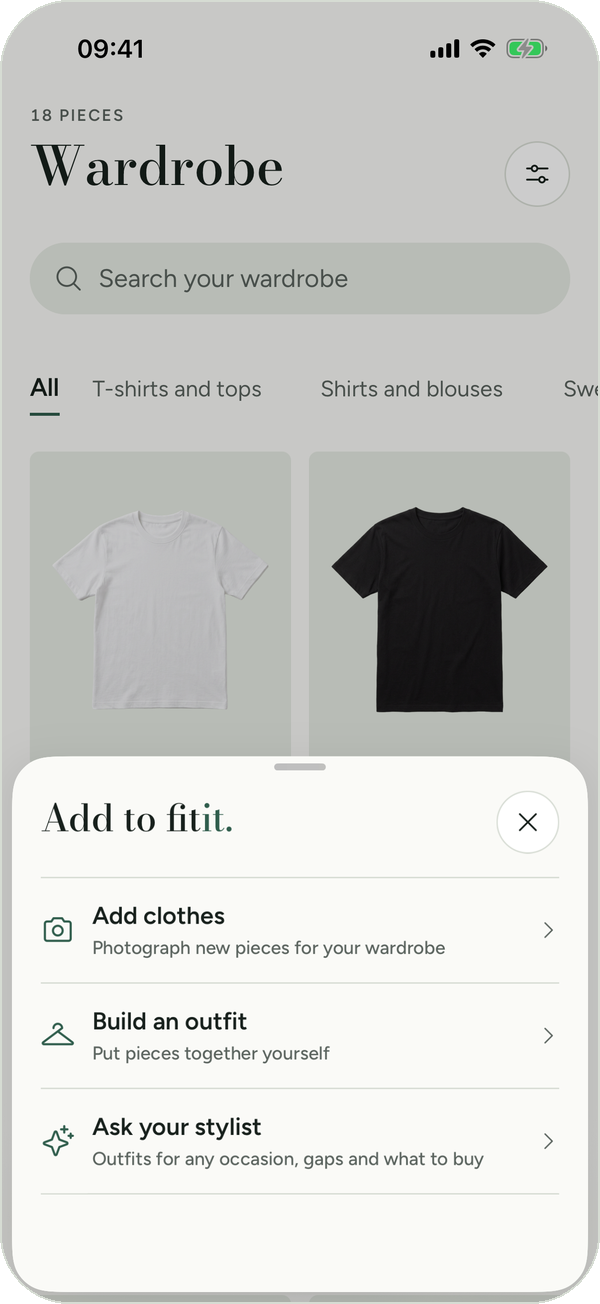 09:41
18 PIECES
Wardrobe
Search your wardrobe
All T-shirts and tops Shirts and blouses
Add to fitit.
Add clothes
Photograph new pieces for your wardrobe
Build an outfit
Put pieces together yourself
Ask your stylist
Outfits for any occasion, gaps and what to buy